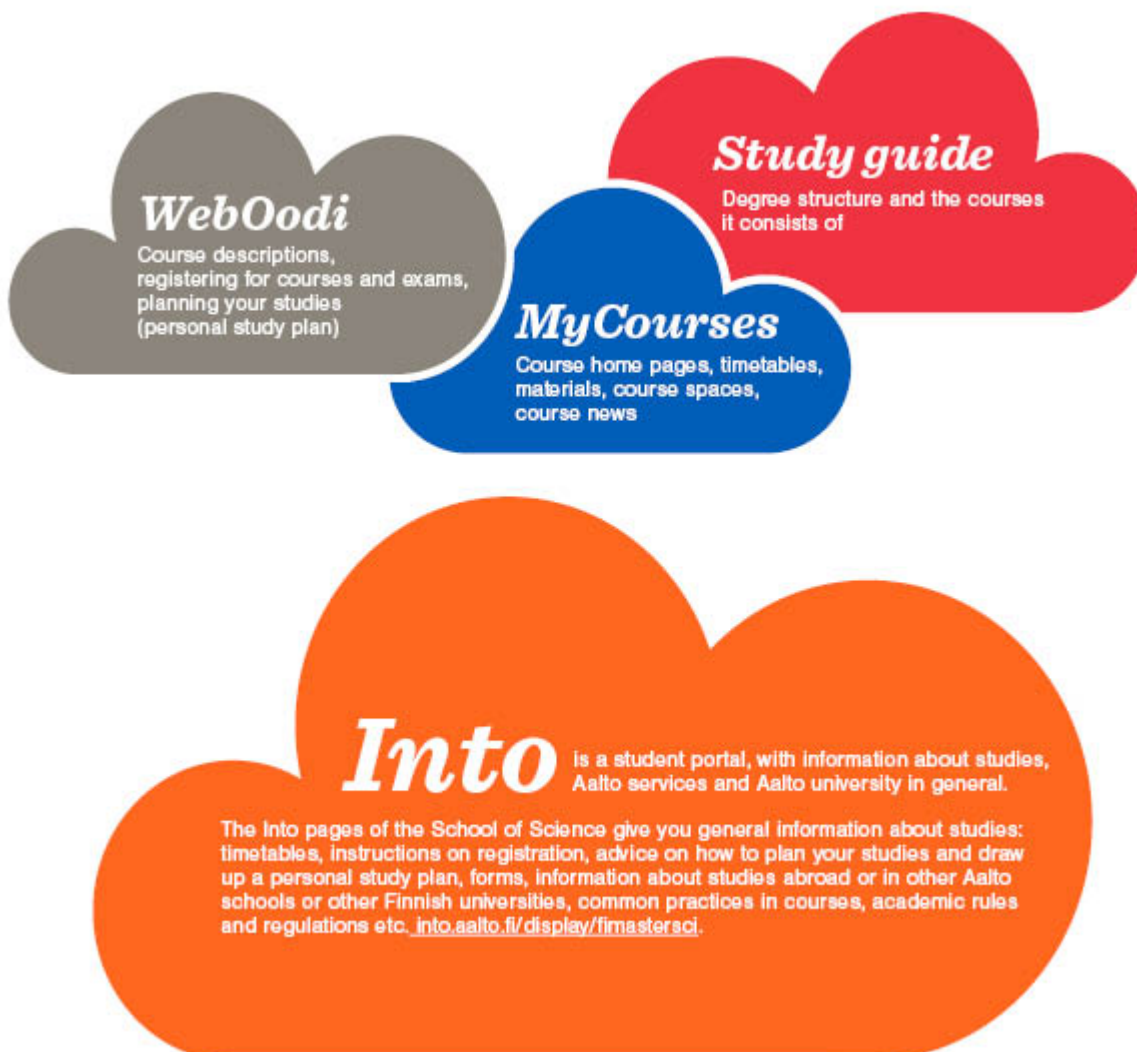 WebOodi
Course descriptions,
registering for courses and exams,
planning your studies
(personal study plan)
Study guide
Degree structure and the courses
it consists of
MyCourses
Course home pages, timetables,
materials, course spaces,
course news
Into is a student portal, with information about studies,
Aalto services and Aalto university in general.
The Into pages of the School of Science give you general information about studies:
timetables, instructions on registration, advice on how to plan your studies and draw
up a personal study plan, forms, information about studies abroad or in other Aalto
schools or other Finnish universities, common practices in courses, academic rules
and regulations etc. into.aalto.fi/display/fimastersci.